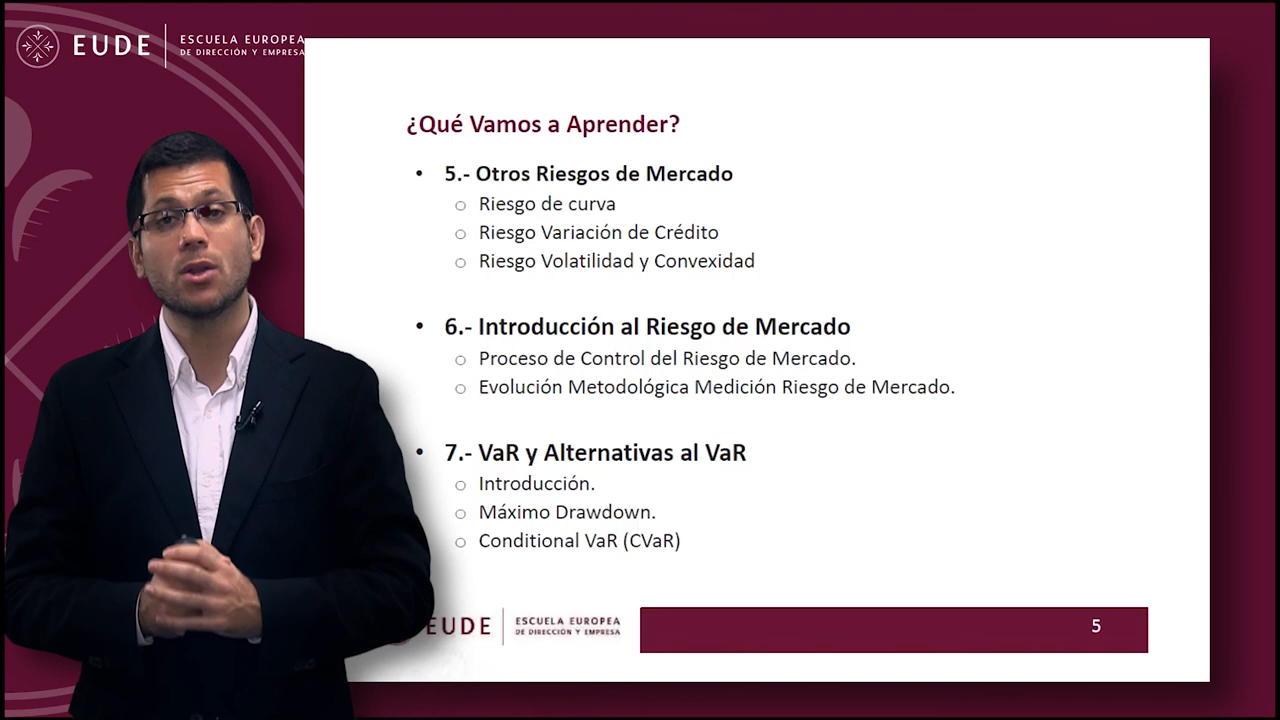 EUDE
ESCUELA EUROPEA
DE DIRECCIÓN Y EMPRESA
¿Qué Vamos a Aprender?
• 5.- Otros Riesgos de Mercado
○ Riesgo de curva
○ Riesgo Variación de Crédito
○ Riesgo Volatilidad y Convexidad
• 6.- Introducción al Riesgo de Mercado
○ Proceso de Control del Riesgo de Mercado.
○ Evolución Metodológica Medición Riesgo de Mercado.
• 7.- VaR y Alternativas al VaR
○ Introducción.
○ Máximo Drawdown.
○ Conditional VaR (CVaR)
EUDE
ESCUELA EUROPEA
DE DIRECCIÓN Y EMPRESA
5